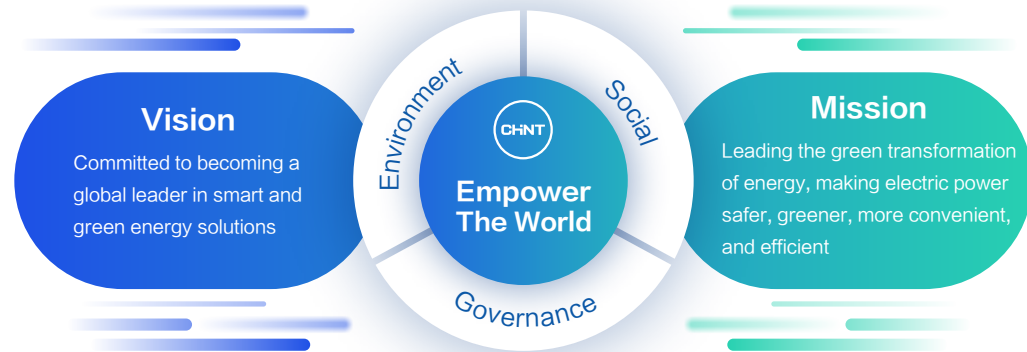 Vision
Committed to becoming a
global leader in smart and
green energy solutions
Environment
Social
Governance
CHINT
Empower
The World
Mission
Leading the green transformation
of energy, making electric power
safer, greener, more convenient,
and efficient